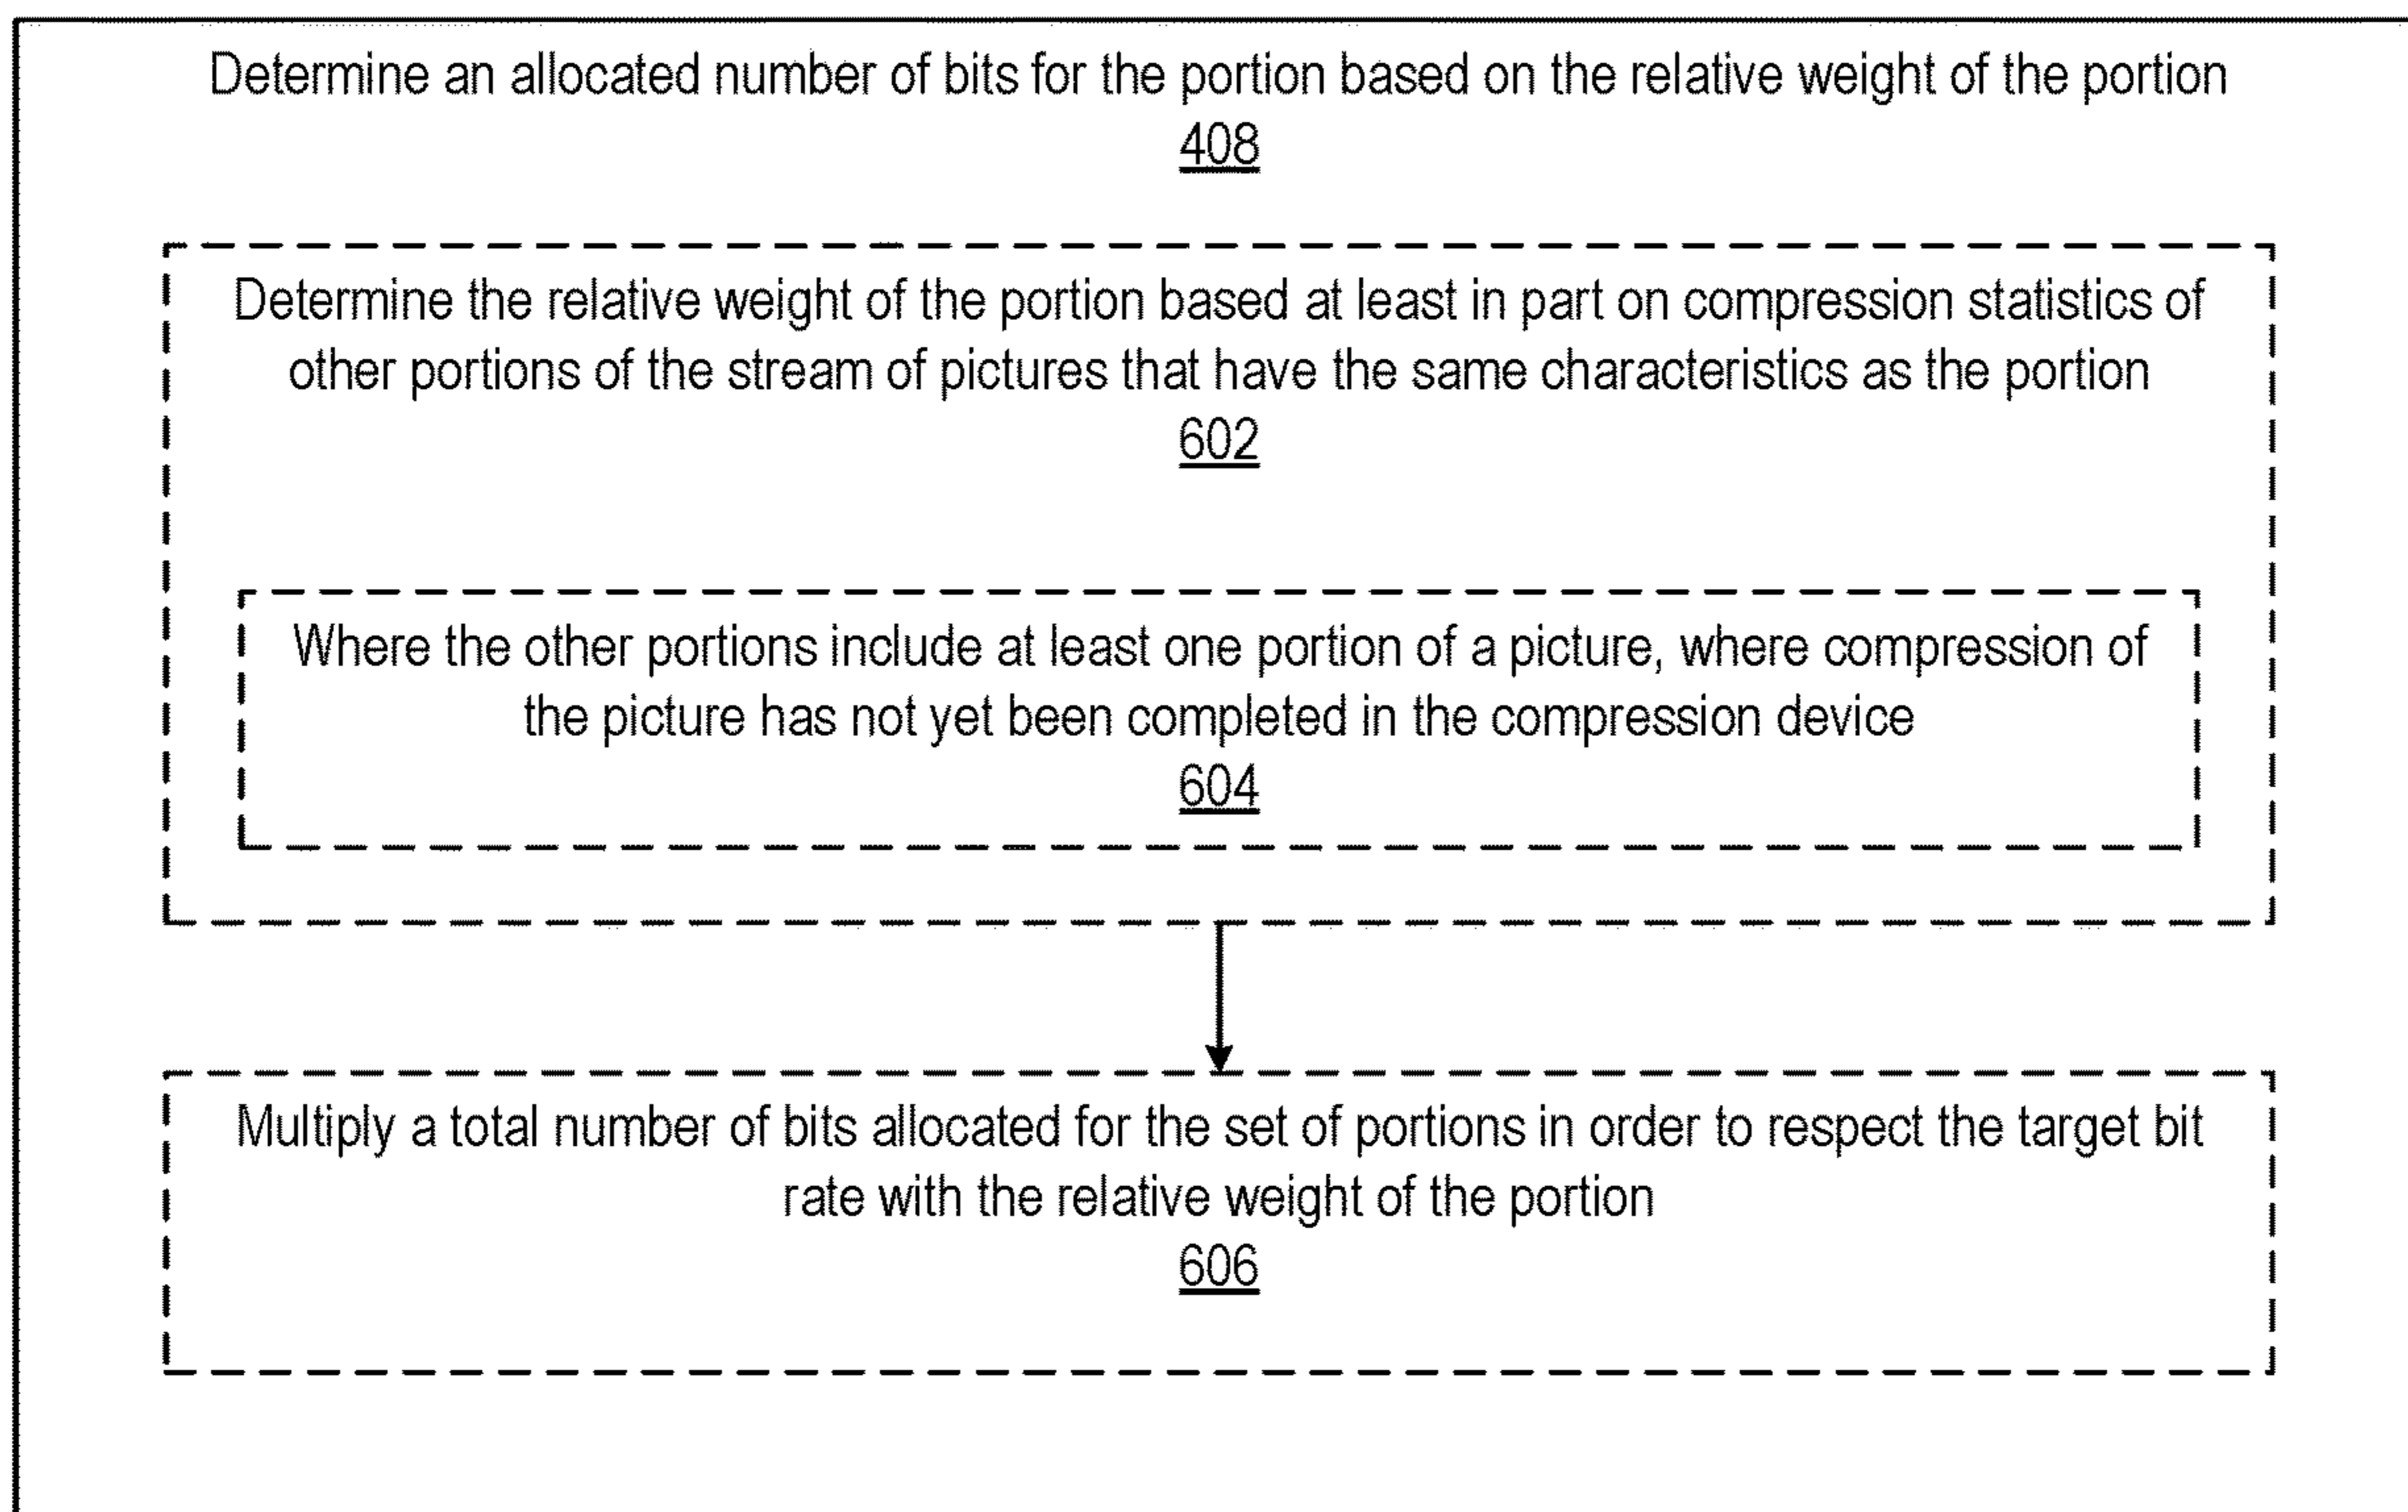 Determine an allocated number of bits for the portion based on the relative weight of the portion
408
Determine the relative weight of the portion based at least in part on compression statistics of
other portions of the stream of pictures that have the same characteristics as the portion
602
Where the other portions include at least one portion of a picture, where compression of
the picture has not yet been completed in the compression device
604
Multiply a total number of bits allocated for the set of portions in order to respect the target bit
rate with the relative weight of the portion
606